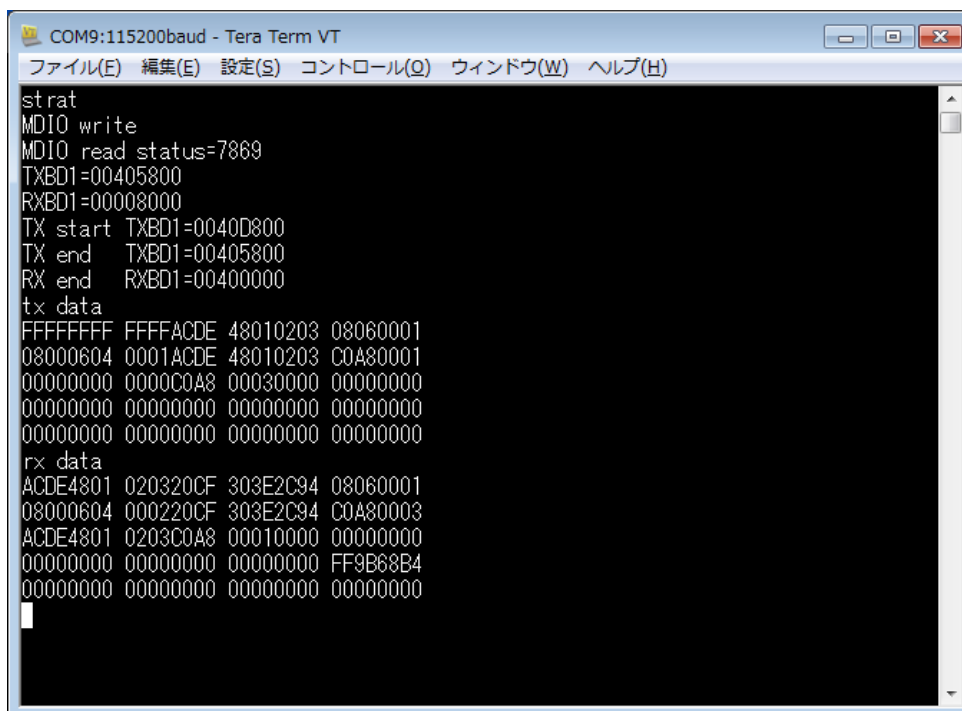 COM9:115200baud - Tera Term VT
ファイル(F) 編集(E) 設定(S) コントロール(O) ウィンドウ(W) ヘルプ(H)
strat
MDIO write
MDIO read status=7869
TXBD1=00405800
RXBD1=00008000
TX start TXBD1=0040D800
TX end   TXBD1=00405800
RX end   RXBD1=00400000
tx data
FFFFFFFF FFFFACDE 48010203 08060001
08000604 0001ACDE 48010203 C0A80001
00000000 0000C0A8 00030000 00000000
00000000 00000000 00000000 00000000
00000000 00000000 00000000 00000000
rx data
ACDE4801 020320CF 303E2C94 08060001
08000604 000220CF 303E2C94 C0A80003
ACDE4801 0203C0A8 00010000 00000000
00000000 00000000 00000000 FF9B68B4
00000000 00000000 00000000 00000000